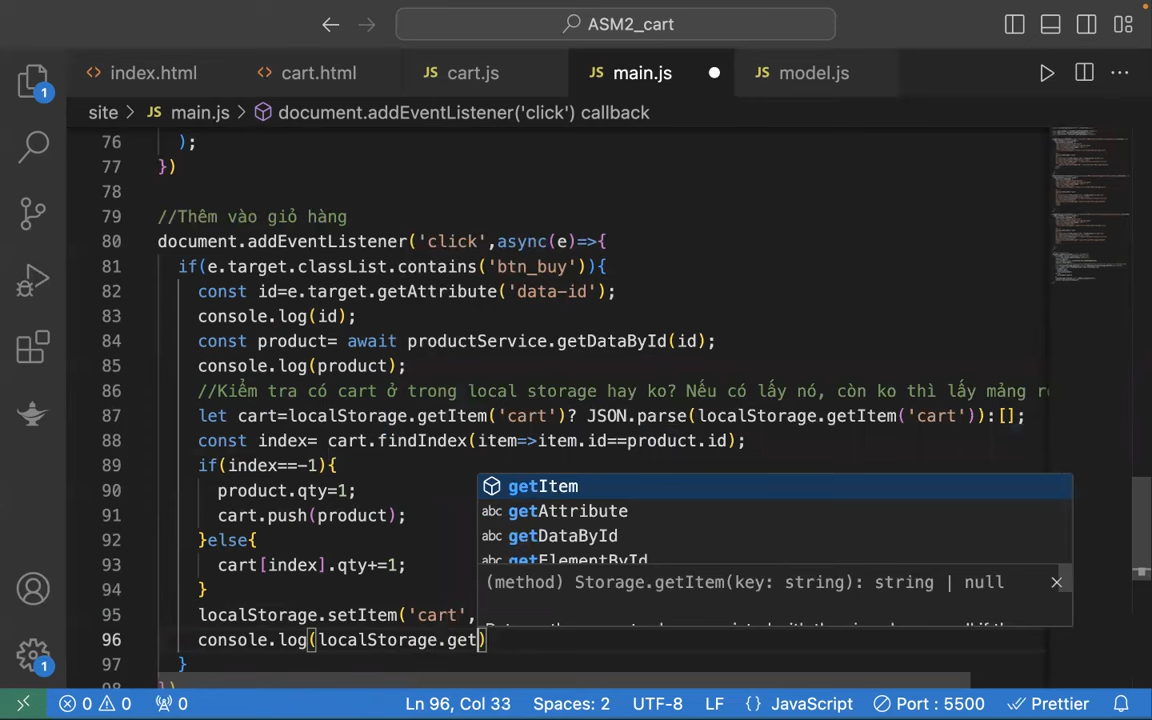 ASM2_cart
index.html
cart.html
JS cart.js
JS main.js
JS model.js
site > JS main.js > document.addEventListener('click') callback
76 );
77 })
78
79 //Thêm vào giỏ hàng
80 document.addEventListener('click',async(e)=>{
81 if(e.target.classList.contains('btn_buy')){
82 const id=e.target.getAttribute('data-id');
83 console.log(id);
84 const product= await productService.getDataById(id);
85 console.log(product);
86 //Kiểm tra có cart ở trong local storage hay ko? Nếu có lấy nó, còn ko thì lấy mảng
87 let cart=localStorage.getItem('cart')? JSON.parse(localStorage.getItem('cart')):[];
88 const index= cart.findIndex(item=>item.id==product.id);
89 if(index==-1){
90 product.qty=1;
91 cart.push(product);
92 }else{
93 cart[index].qty+=1;
94 }
95 localStorage.setItem('cart',
96 console.log(localStorage.get)
97 }
getItem
abc getAttribute
abc getDataById
abc getElementById
(method) Storage.getItem(key: string): string | null
1
1
0 0 0
Ln 96, Col 33
Spaces: 2
UTF-8
LF
{} JavaScript
Port : 5500
Prettier